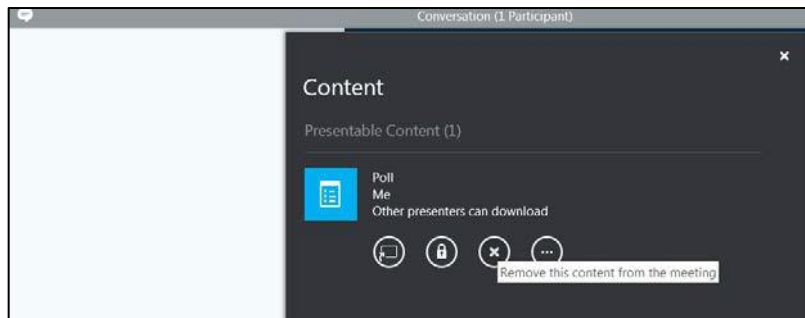 Conversation (1 Participant)
Content
Presentable Content (1)
Poll
Me
Other presenters can download
Remove this content from the meeting